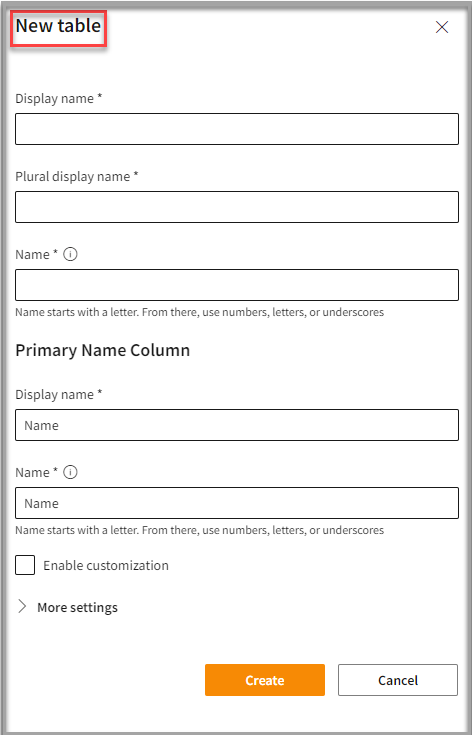 New table
Display name *
Plural display name *
Name *
Name starts with a letter. From there, use numbers, letters, or underscores
Primary Name Column
Display name *
Name
Name *
Name
Name starts with a letter. From there, use numbers, letters, or underscores
Enable customization
More settings
Create Cancel